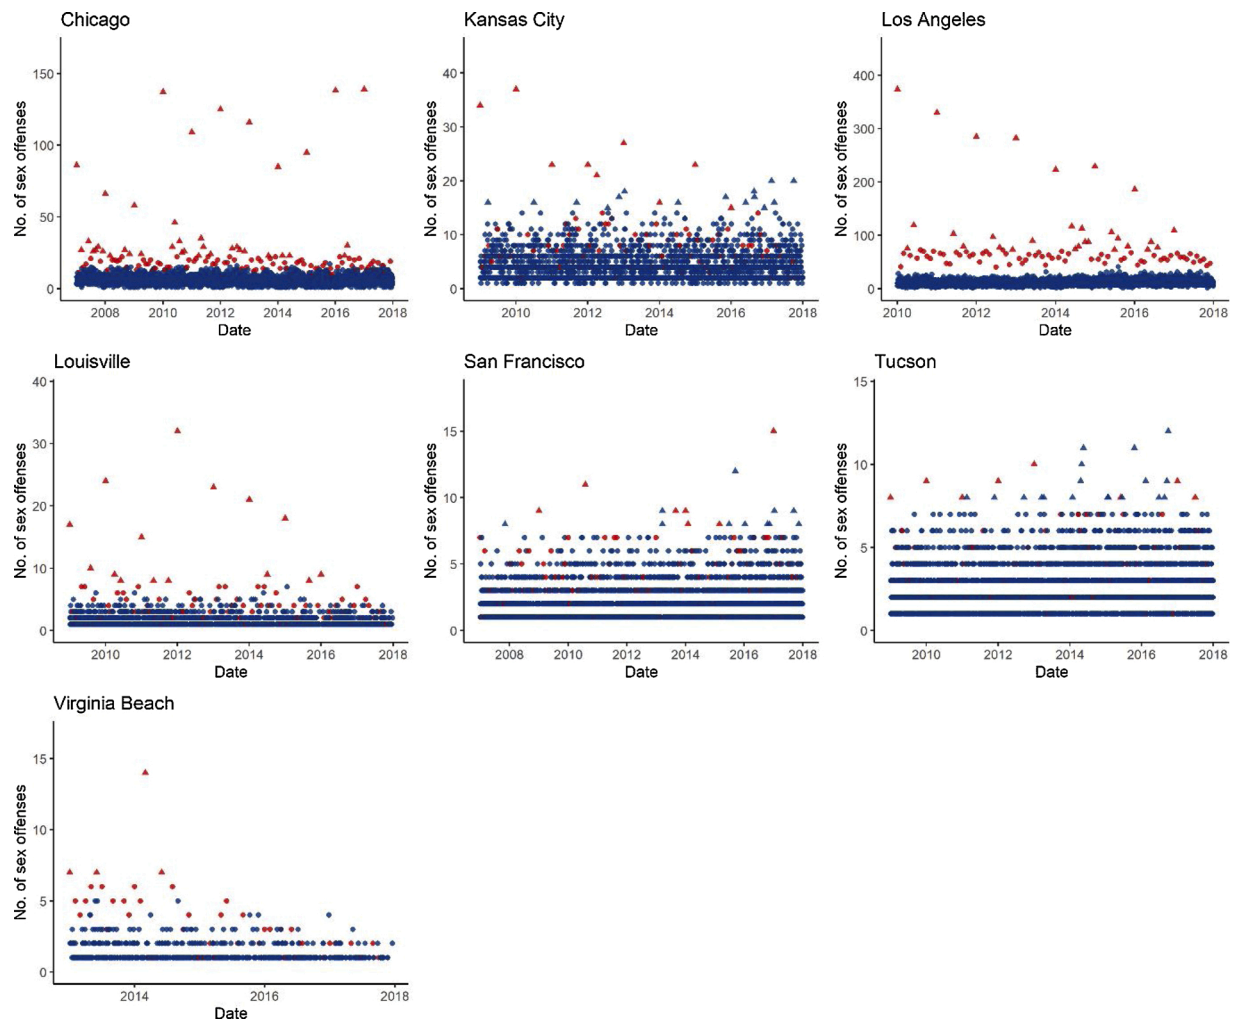 Chicago
No. of sex offenses
150
100
50
0
2008 2010 2012 2014 2016 2018
Date
Kansas City
No. of sex offenses
40
30
20
10
0
2010 2012 2014 2016 2018
Date
Los Angeles
No. of sex offenses
400
300
200
100
0
2010 2012 2014 2016 2018
Date
Louisville
No. of sex offenses
40
30
20
10
0
2010 2012 2014 2016 2018
Date
San Francisco
No. of sex offenses
15
10
5
0
2008 2010 2012 2014 2016 2018
Date
Tucson
No. of sex offenses
15
10
5
0
2010 2012 2014 2016 2018
Date
Virginia Beach
No. of sex offenses
15
10
5
0
2014 2016 2018
Date